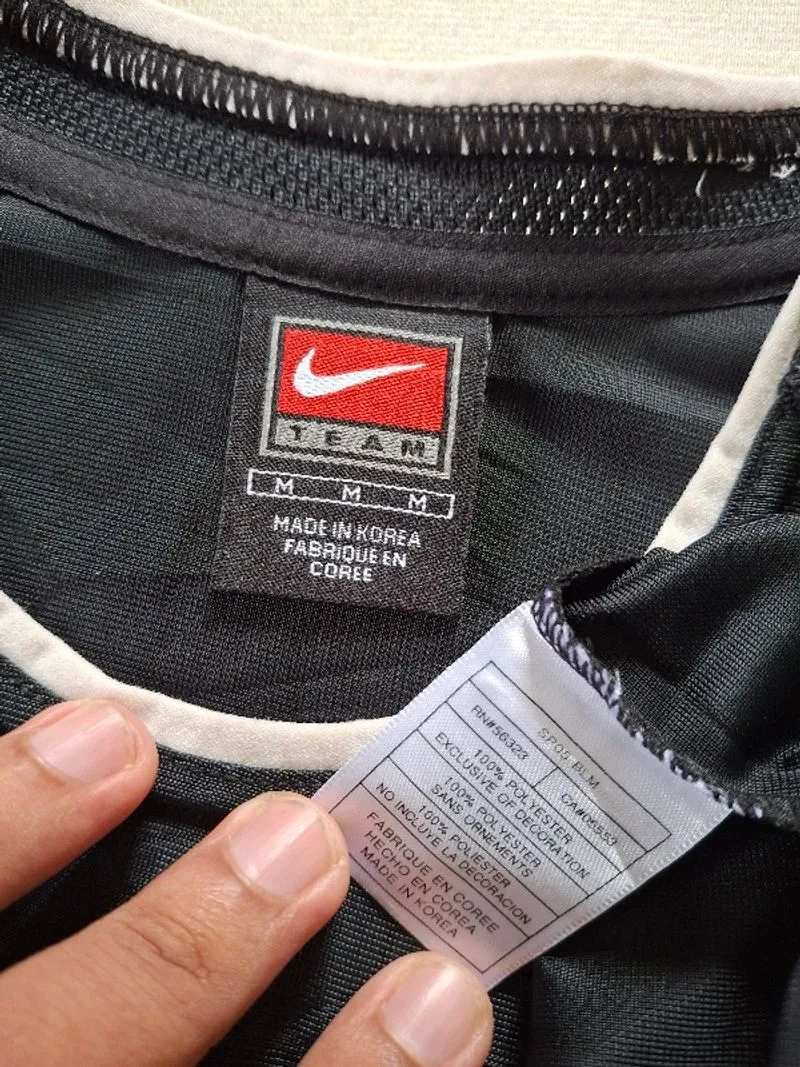 TEAM
M M M
MADE IN KOREA
FABRIQUE EN
COREE
SP05 BLM
RN#56323 CA#05553
100% POLYESTER
EXCLUSIVE OF DECORATION
100% POLYESTER
SANS ORNEMENTS
100% POLIESTER
NO INCLUYE LA DECORACION
FABRIQUE EN COREE
HECHO EN COREA
MADE IN KOREA